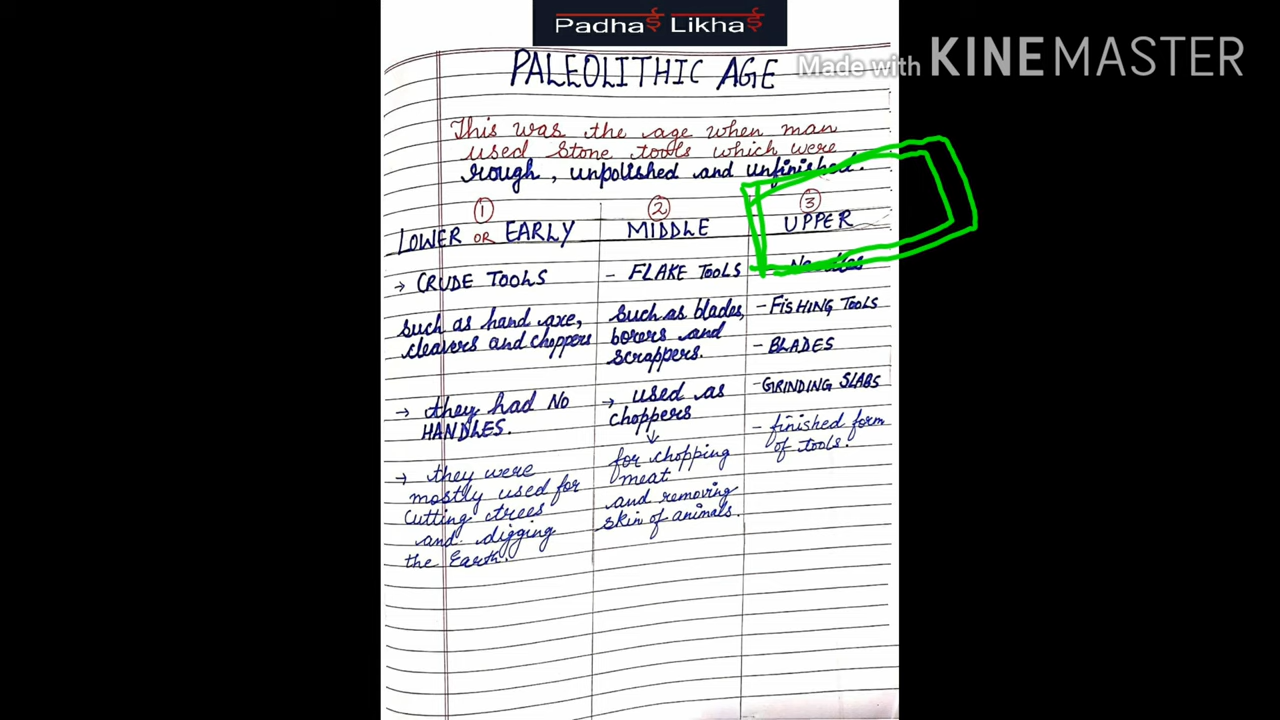 Padhaई Likhaई
Made with KINEMASTER
PALEOLITHIC AGE
This was the age when man
used stone tools which were
rough, unpolished and unfinished.
①
LOWER OR EARLY
→ CRUDE TOOLS
such as hand axe,
cleavers and choppers
→ they had NO
HANDLES.
→ they were
mostly used for
cutting trees
and digging
the Earth.
②
MIDDLE
- FLAKE TOOLS
such as blades,
borers and
scrappers.
→ used as
choppers
↓
for chopping
meat
and removing
skin of animals.
③
UPPER
- Needles
- FISHING TOOLS
- BLADES
- GRINDING SLABS
- finished form
of tools.